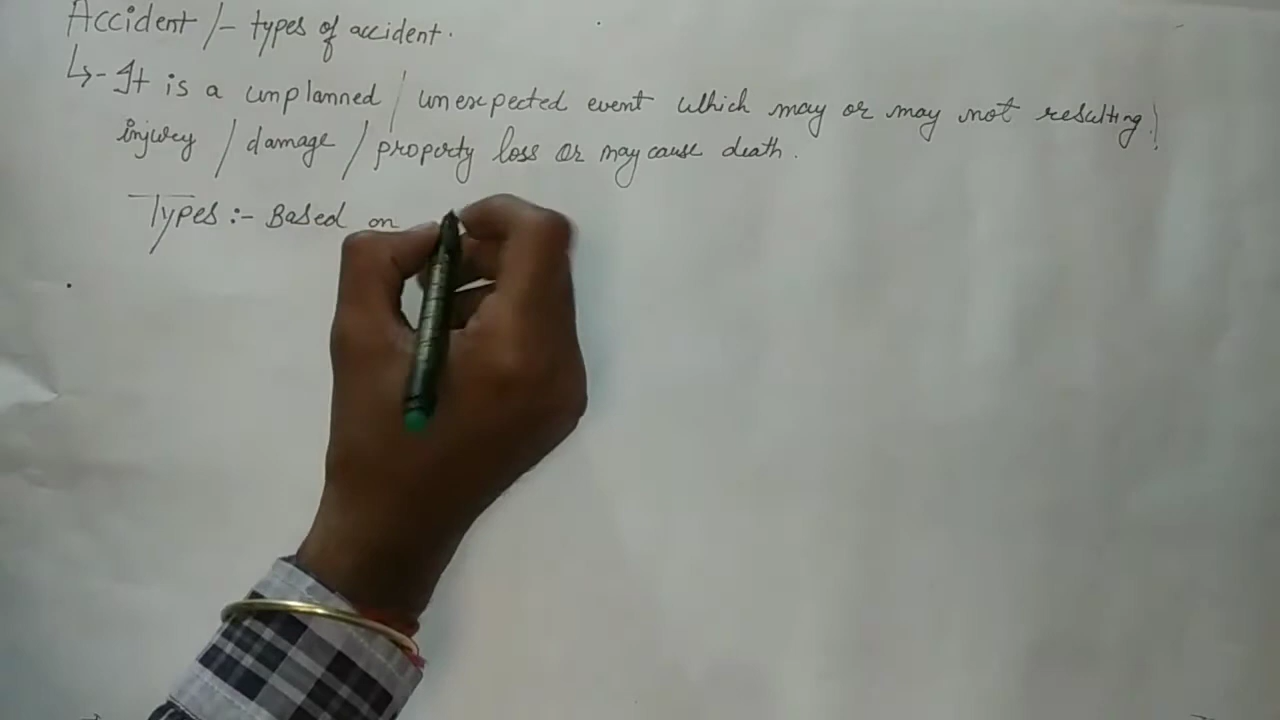 Accident /- types of accident.
↳- It is a unplanned / unexpected event which may or may not resulting /
injury / damage / property loss or may cause death.
Types :- Based on